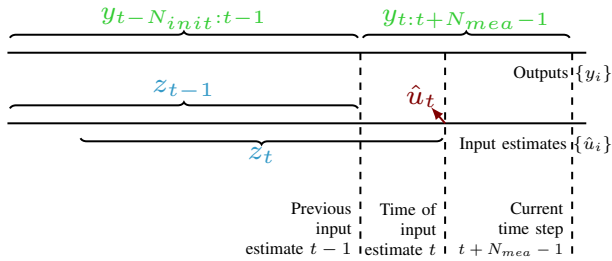 y_{t-N_{init}:t-1} y_{t:t+N_{mea}-1}
Outputs {y_i}
z_{t-1}
û_t
Input estimates {û_i}
z_t
Previous input estimate t − 1
Time of input estimate t
Current time step t + N_{mea} − 1